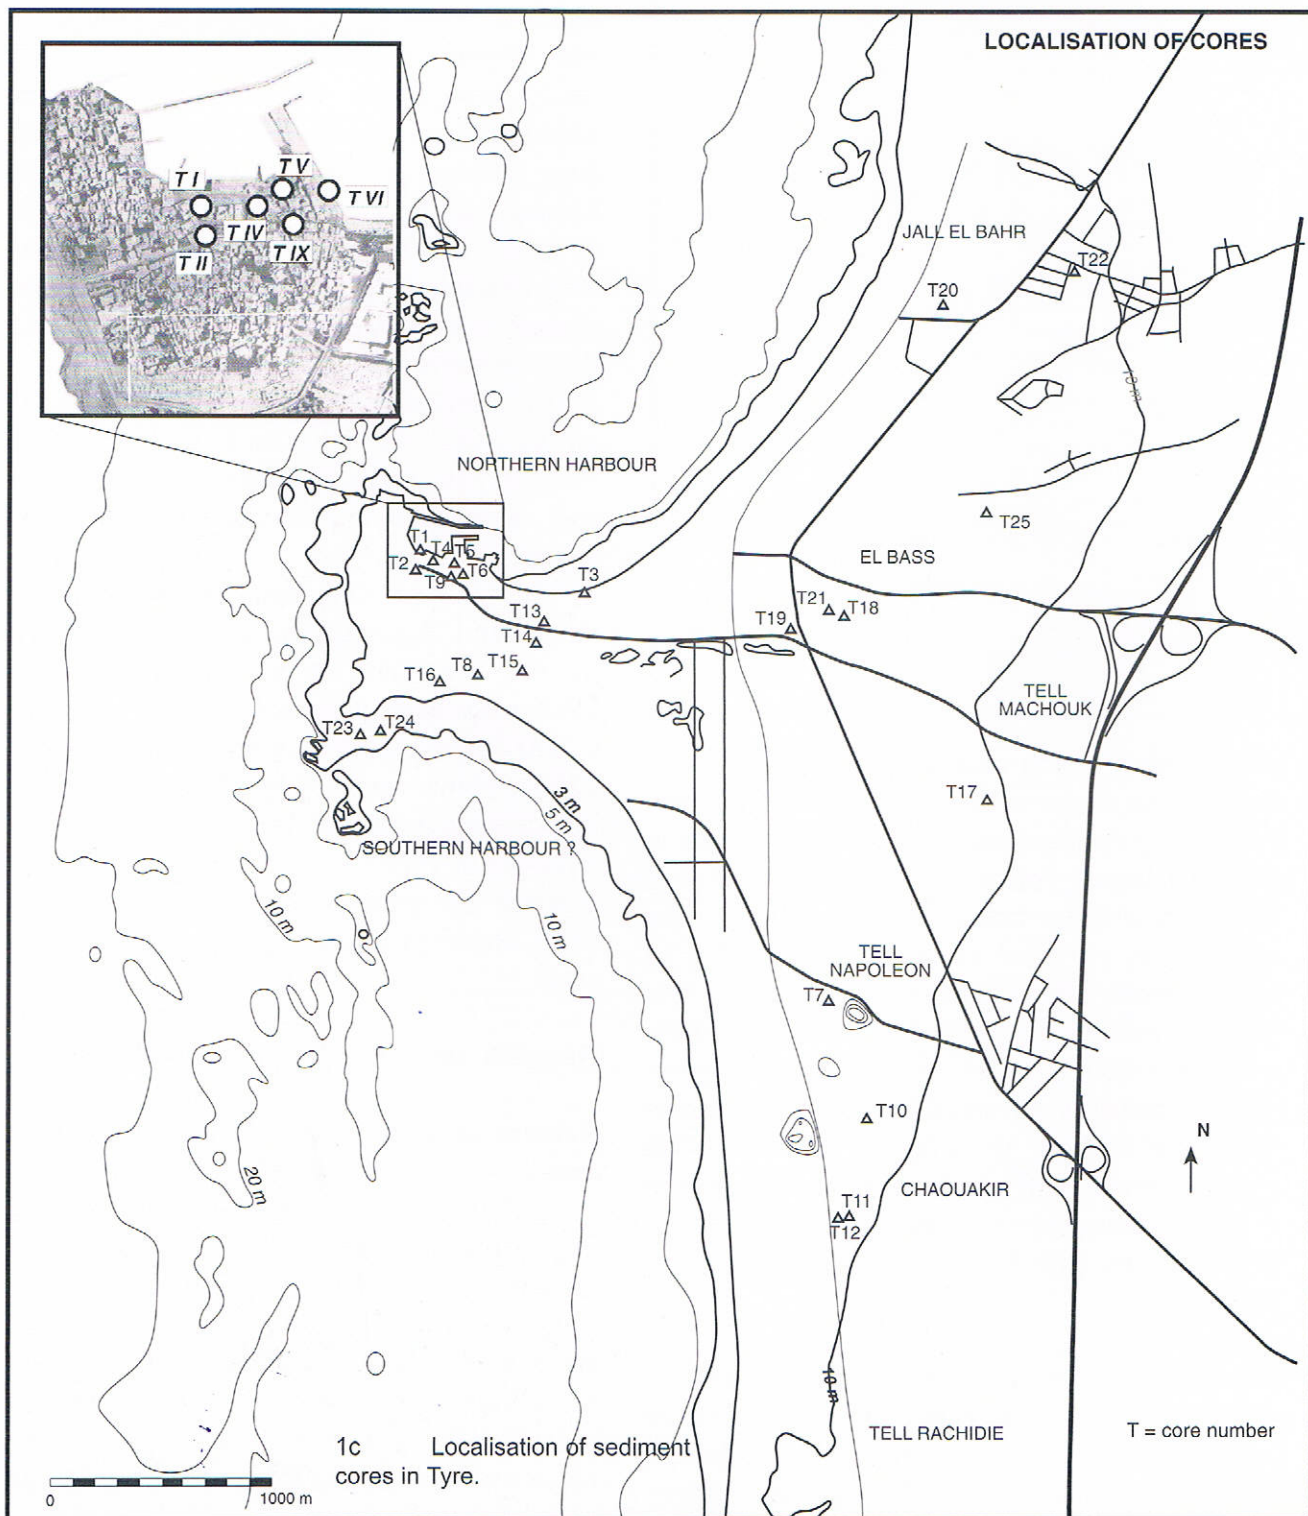 LOCALISATION OF CORES
T I
T V
T VI
T IV
T II
T IX
JALL EL BAHR
T22
T20
10 m
NORTHERN HARBOUR
T25
EL BASS
T1
T4
T5
T2
T6
T9
T3
T21
T18
T13
T19
T14
T15
T8
T16
TELL
MACHOUK
T23
T24
T17
3 m
5 m
SOUTHERN HARBOUR ?
10 m
10 m
TELL
NAPOLEON
T7
T10
N
20 m
CHAOUAKIR
T11
T12
10 m
TELL RACHIDIE
T = core number
1c Localisation of sediment
cores in Tyre.
0
1000 m